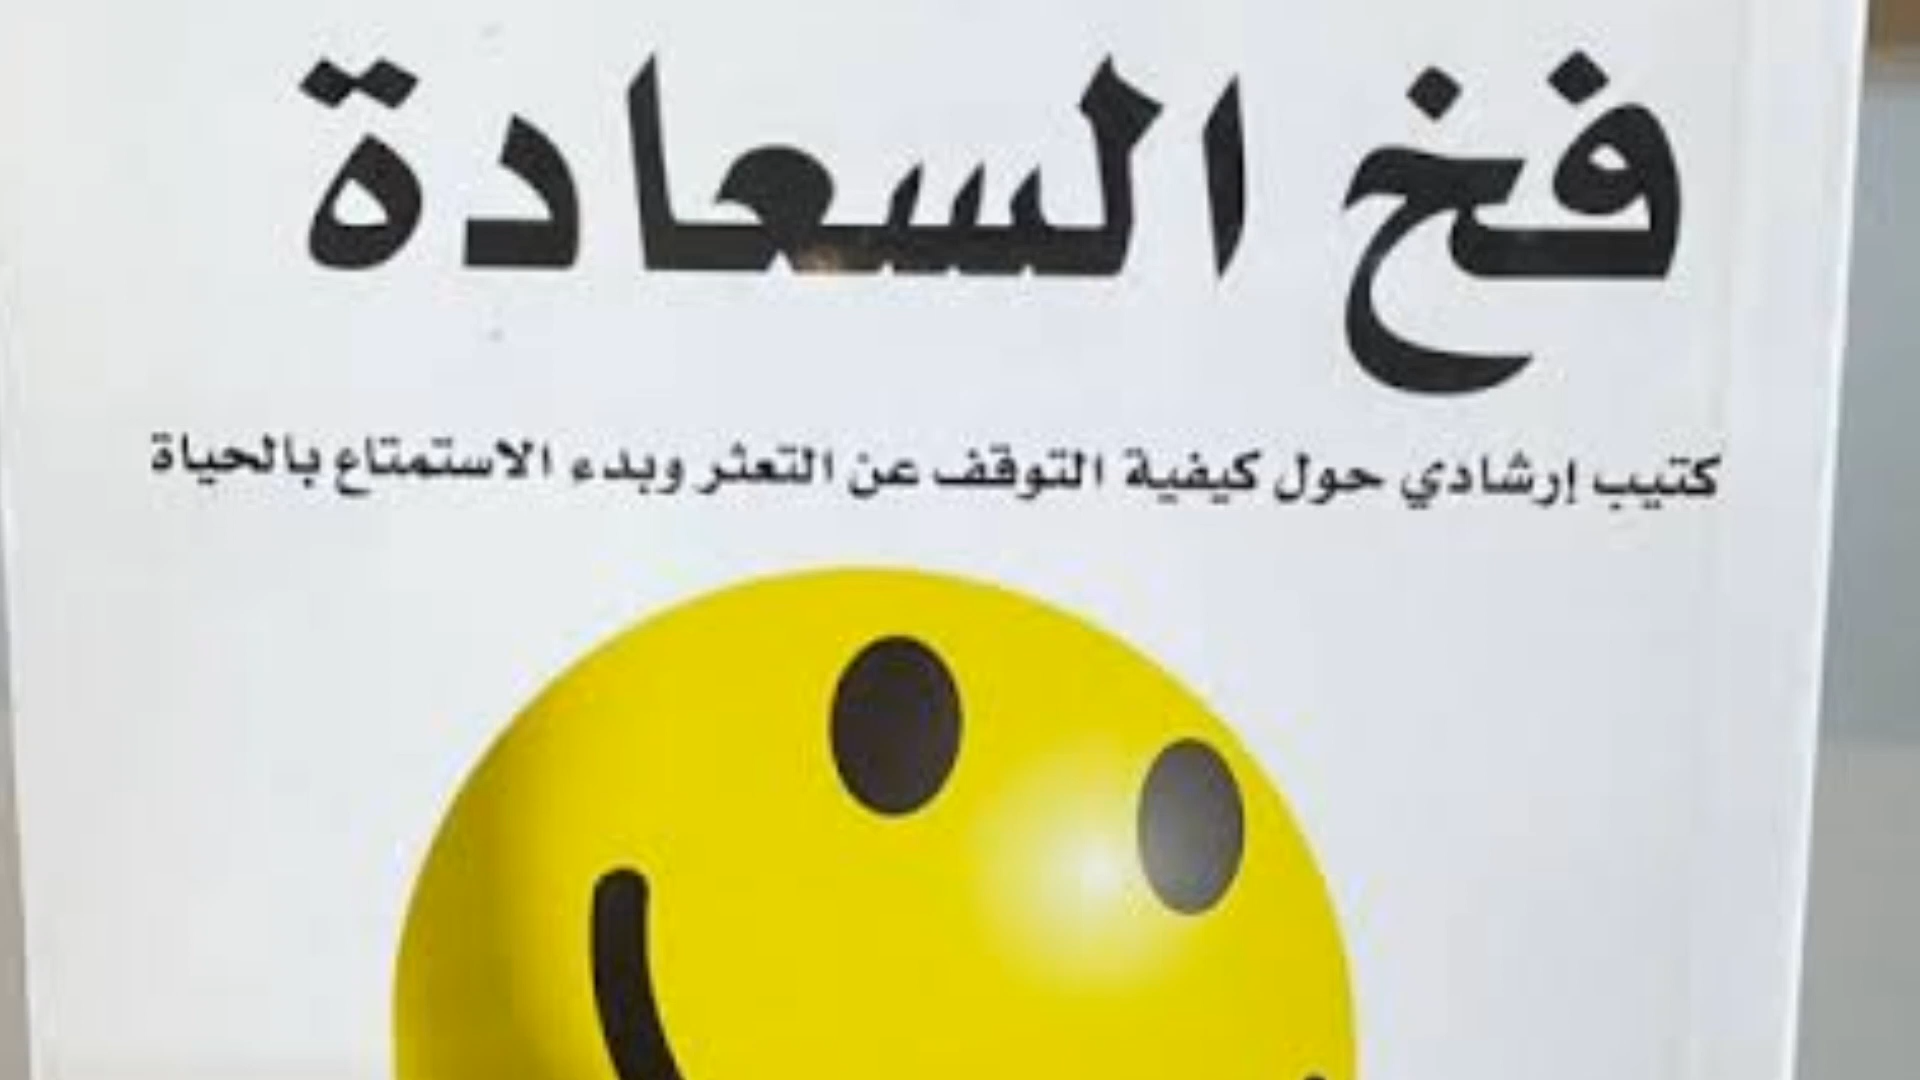 فخ السعادة
كتيب إرشادي حول كيفية التوقف عن التعثر وبدء الاستمتاع بالحياة